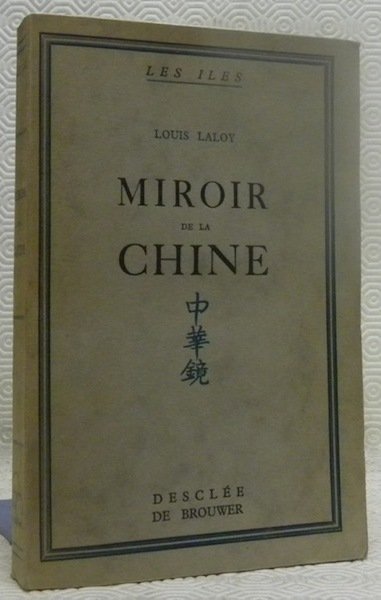 LES ILES
LOUIS LALOY
MIROIR
DE LA
CHINE
中
華
鏡
DESCLÉE
DE BROUWER